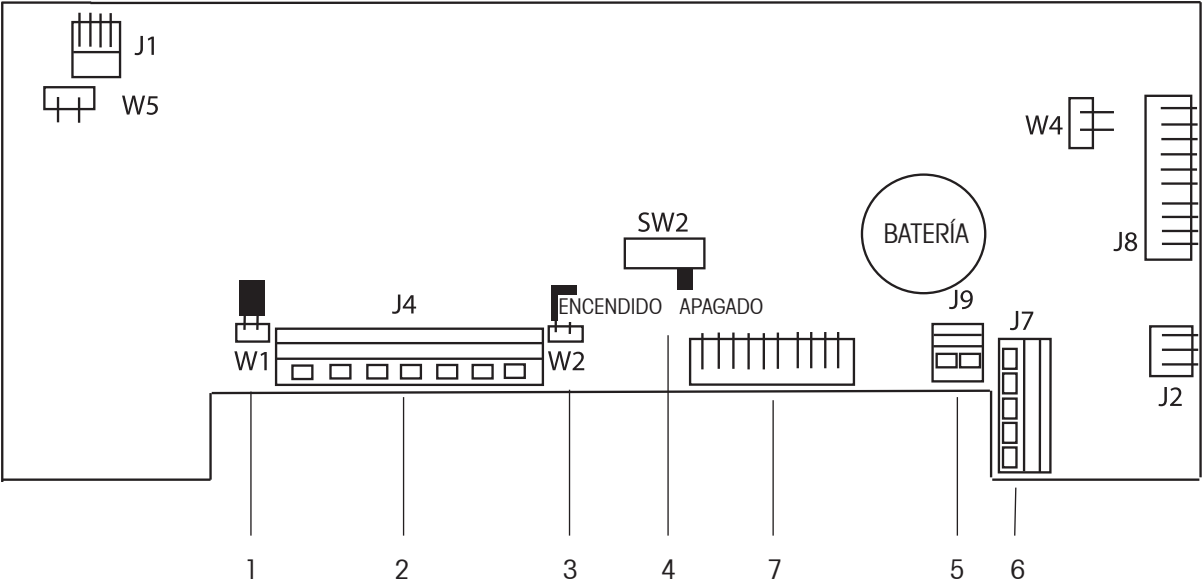 J1
W5
W4
SW2
BATERÍA
J8
J4
ENCENDIDO APAGADO
J9
J7
W1
W2
J2
1 2 3 4 7 5 6